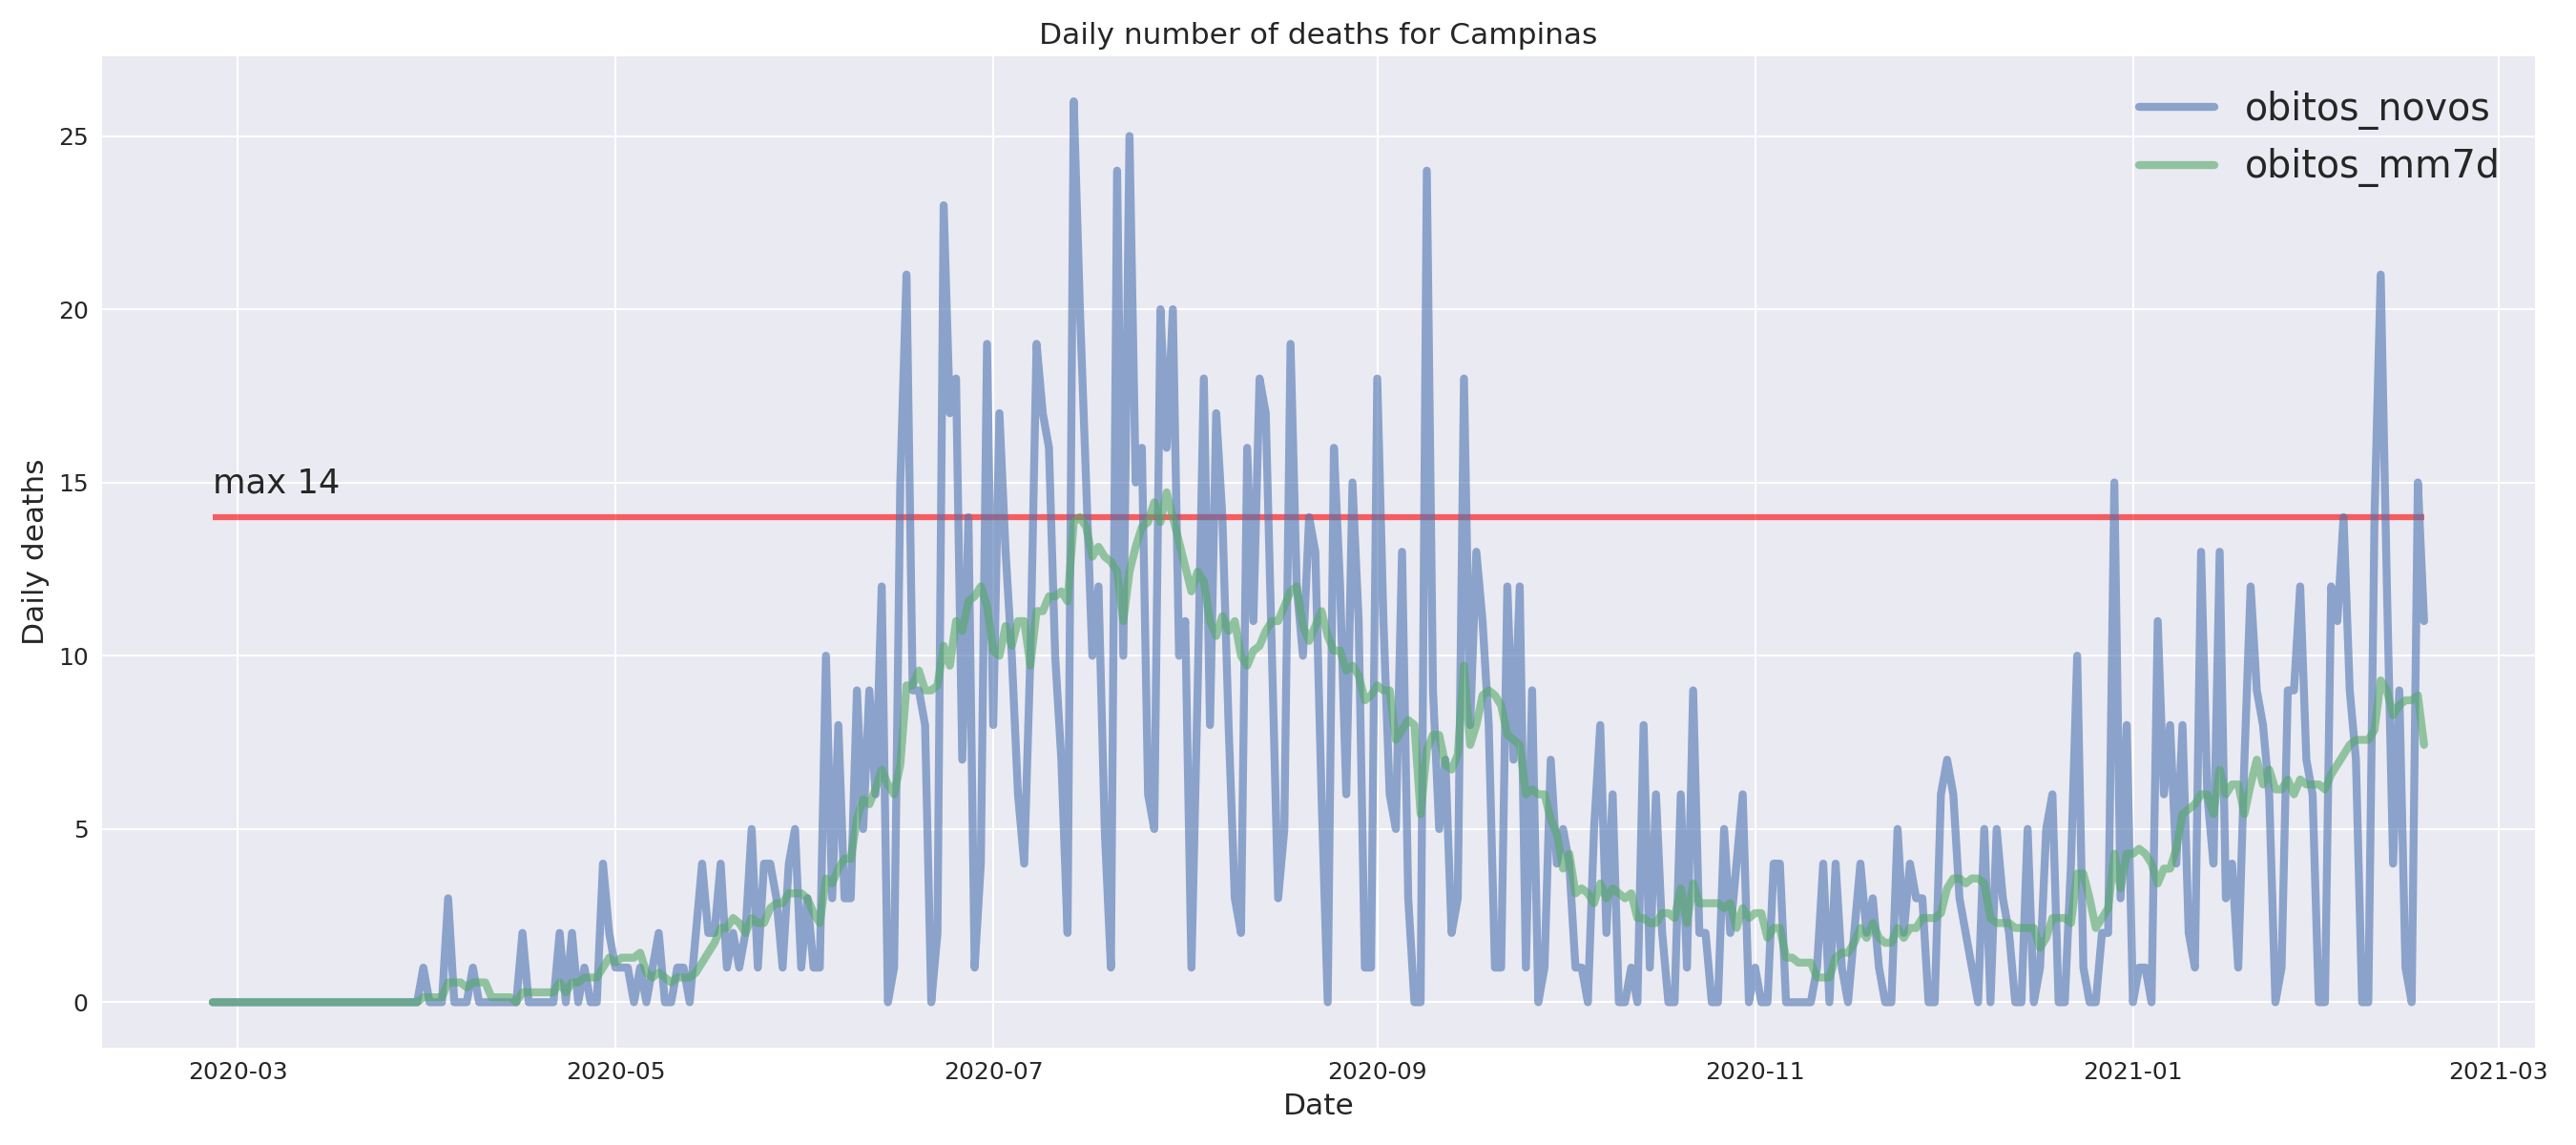 Daily number of deaths for Campinas
obitos_novos
obitos_mm7d
max 14
Daily deaths
25
20
15
10
5
0
2020-03 2020-05 2020-07 2020-09 2020-11 2021-01 2021-03
Date